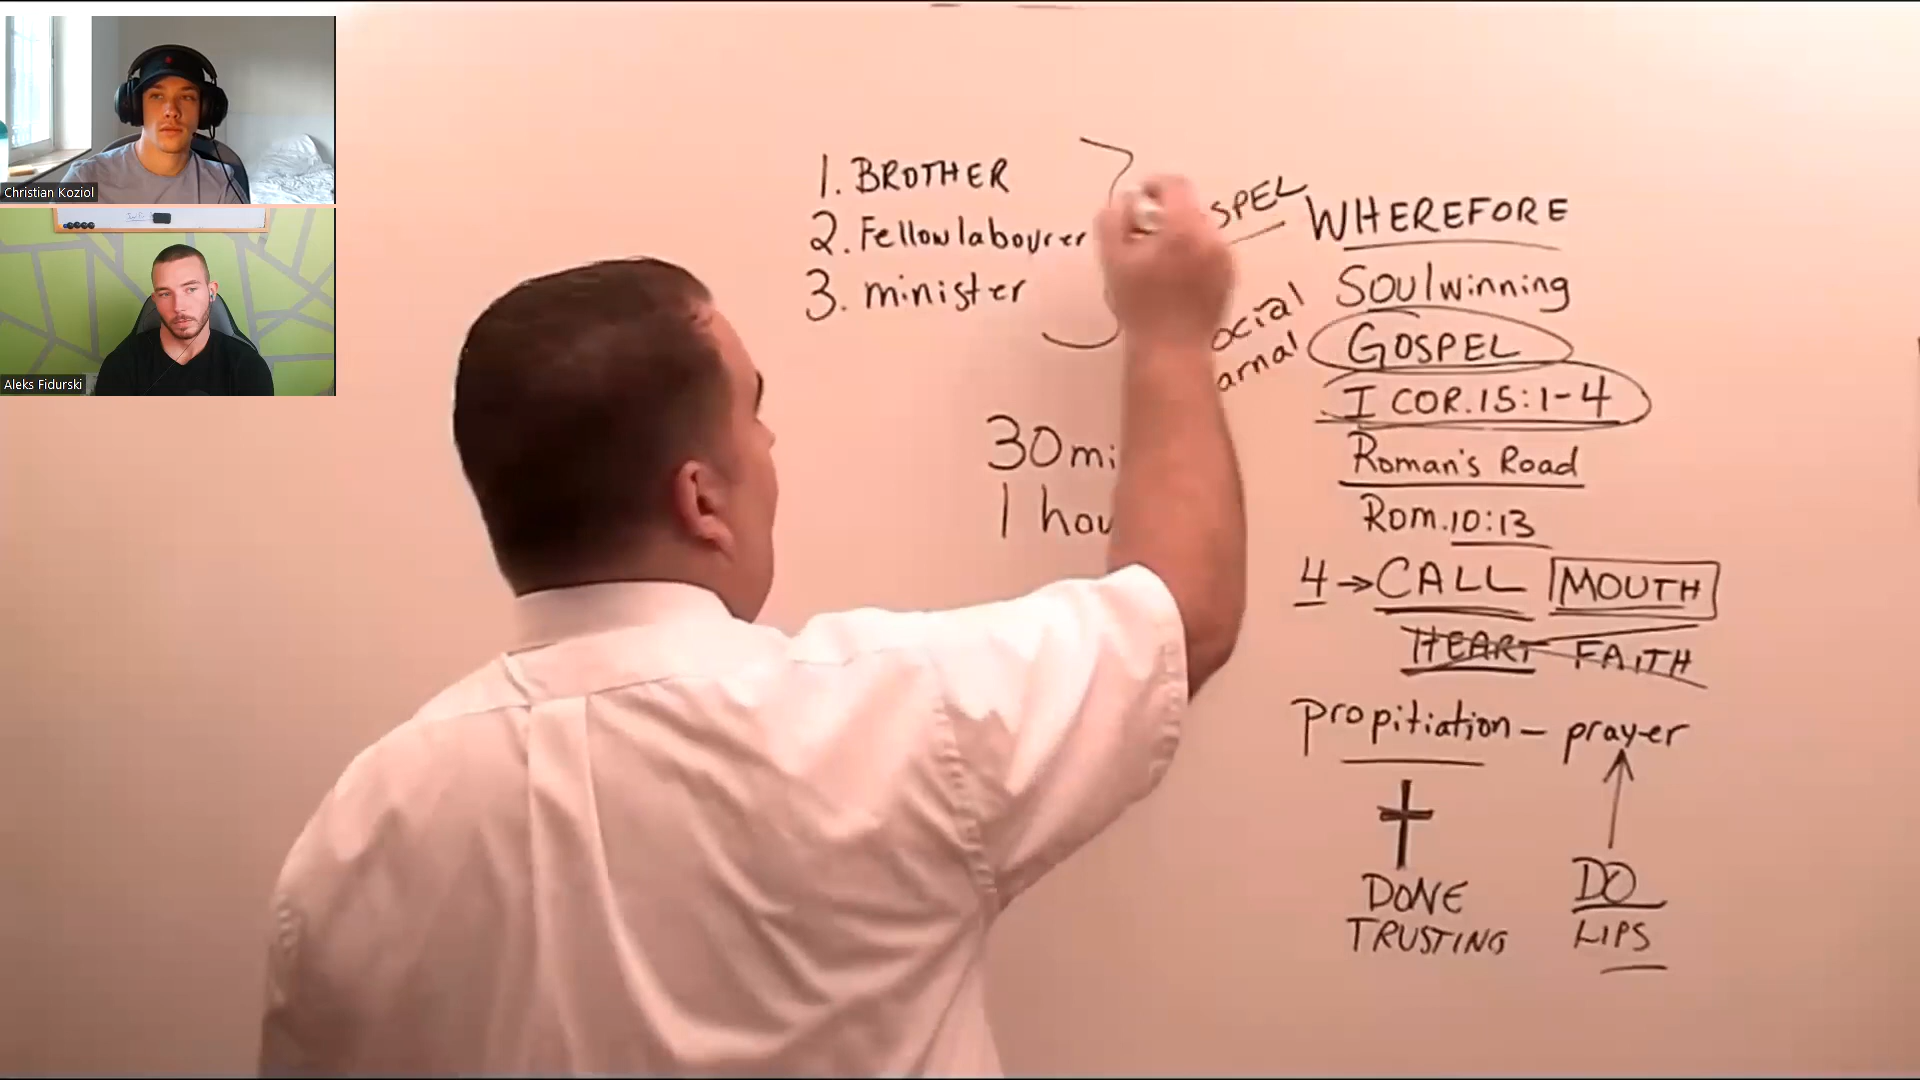 Christian Koziol
Aleks Fidurski
1. BROTHER
2. Fellowlabourer
3. minister
SPEL
ocial
arnal
30 mi
1 hou
WHEREFORE
Soulwinning
GOSPEL
I COR. 15:1-4
Roman's Road
Rom. 10:13
4 → CALL MOUTH
HEART FAITH
propitiation - prayer
DONE
TRUSTING
DO
LIPS